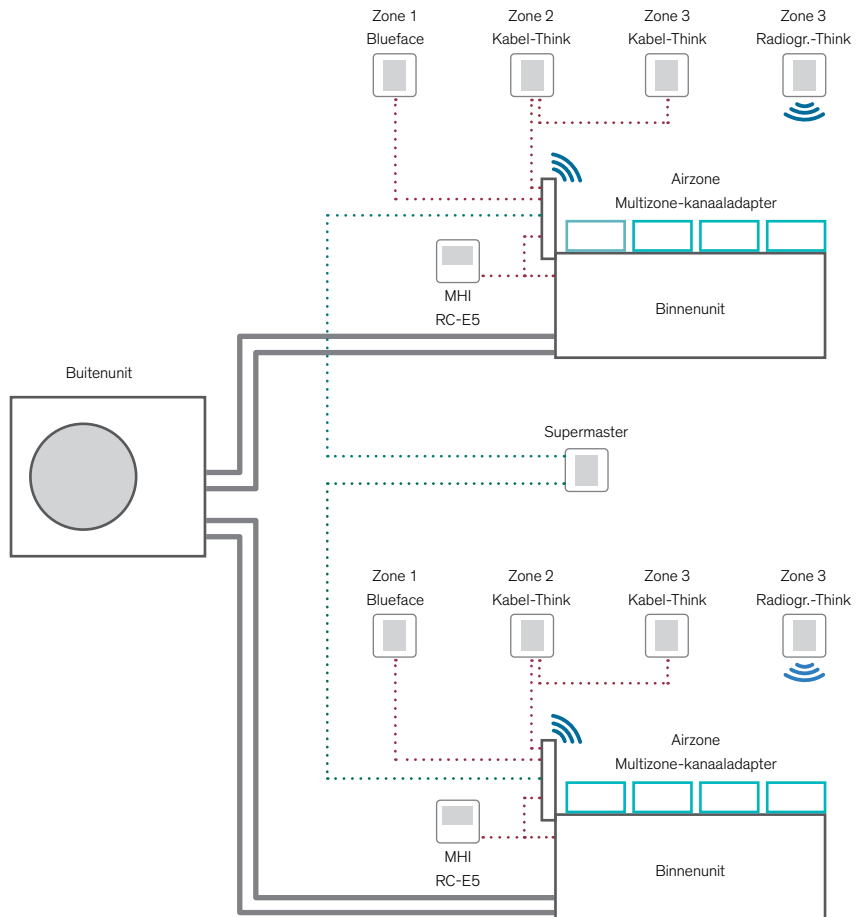 Zone 1
Blueface
Zone 2
Kabel-Think
Zone 3
Kabel-Think
Zone 3
Radiogr.-Think
Airzone
Multizone-kanaaladapter
MHI
RC-E5
Binnenunit
Buitenunit
Supermaster
Zone 1
Blueface
Zone 2
Kabel-Think
Zone 3
Kabel-Think
Zone 3
Radiogr.-Think
Airzone
Multizone-kanaaladapter
MHI
RC-E5
Binnenunit